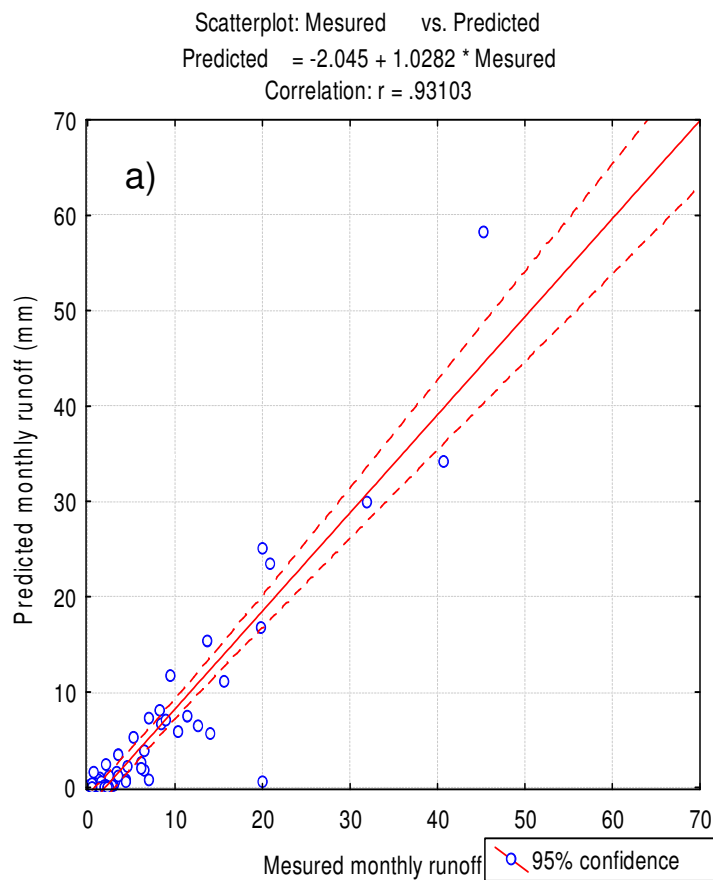 Scatterplot: Mesured vs. Predicted
Predicted = -2.045 + 1.0282 * Mesured
Correlation: r = .93103
a)
Predicted monthly runoff (mm)
70
60
50
40
30
20
10
0
0 10 20 30 40 50 60 70
Mesured monthly runoff
95% confidence